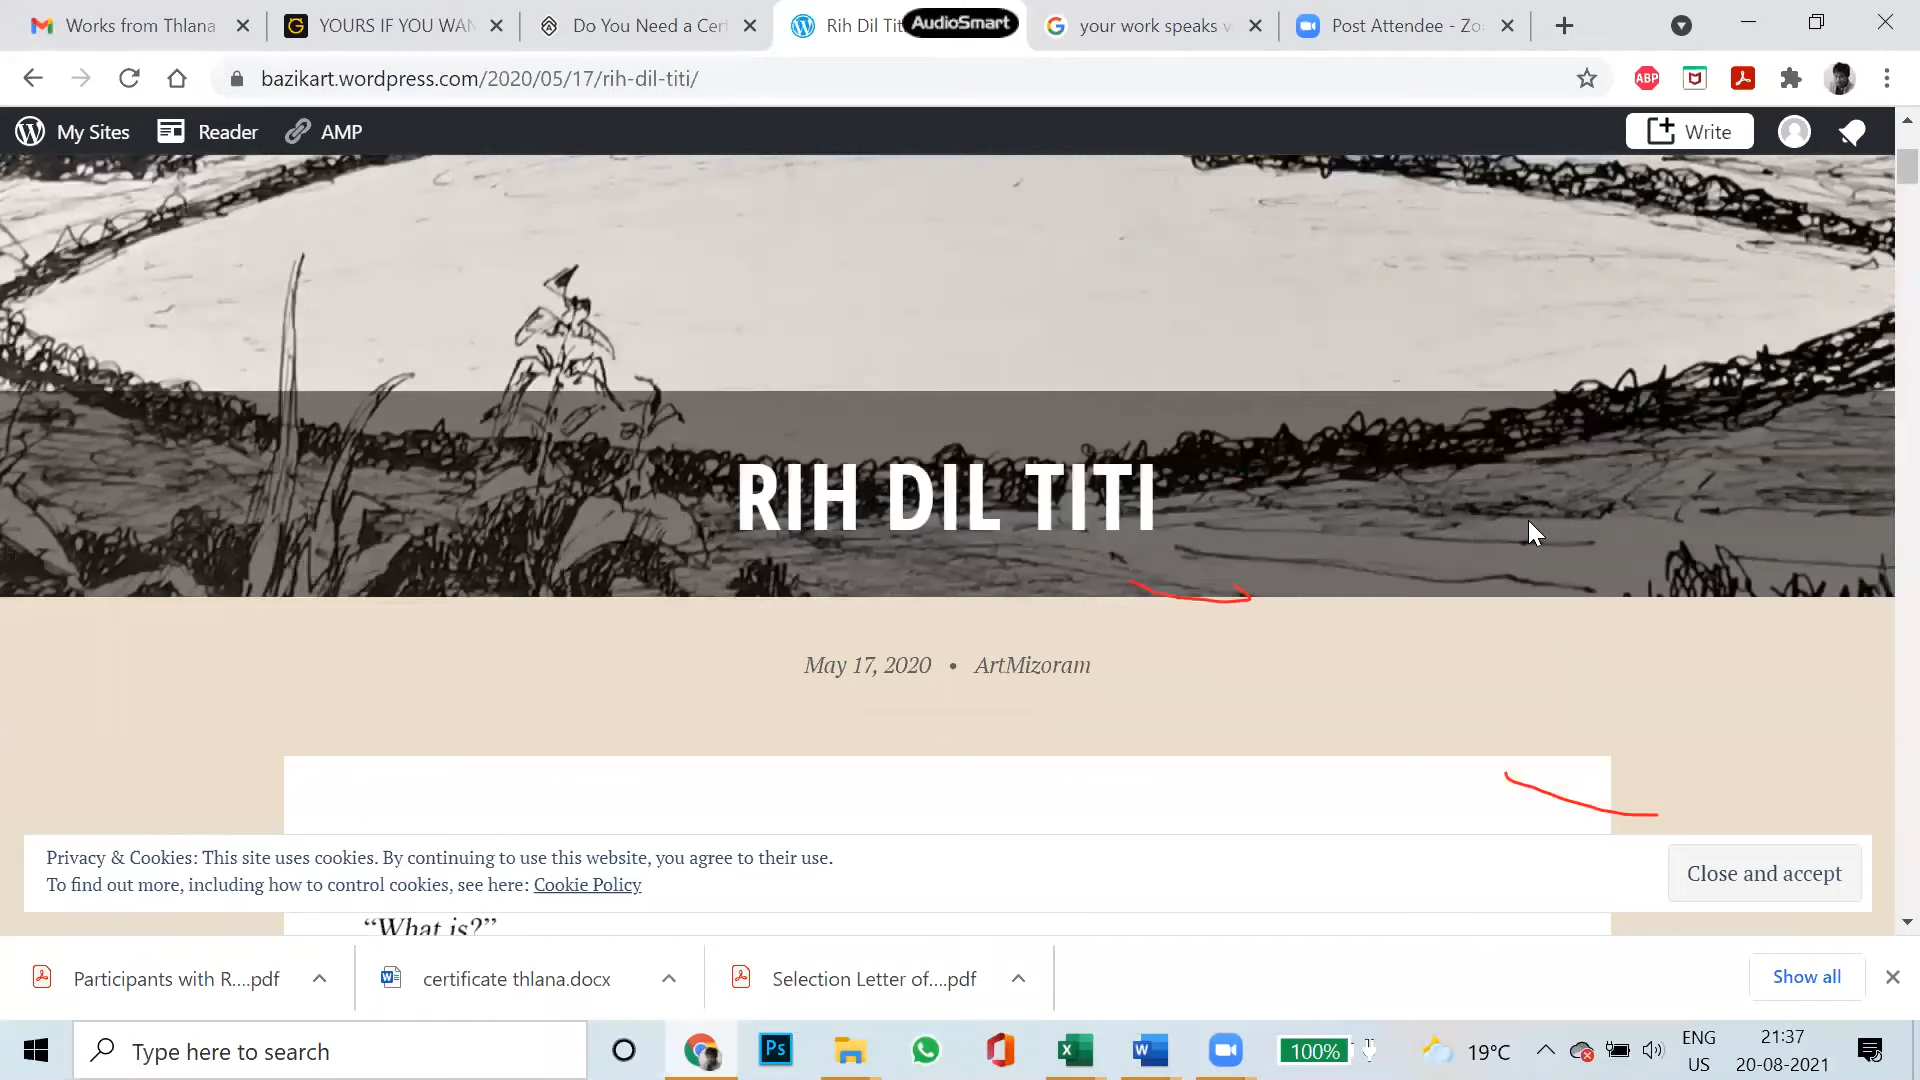 Works from Thlana
YOURS IF YOU WAN
Do You Need a Cert
Rih Dil Tit
AudioSmart
your work speaks v
Post Attendee - Zo
bazikart.wordpress.com/2020/05/17/rih-dil-titi/
ABP
My Sites
Reader
AMP
Write
RIH DIL TITI
May 17, 2020 • ArtMizoram
Privacy & Cookies: This site uses cookies. By continuing to use this website, you agree to their use.
To find out more, including how to control cookies, see here: Cookie Policy
Close and accept
“What is?”
Participants with R....pdf
certificate thlana.docx
Selection Letter of....pdf
Show all
Type here to search
Ps
100%
19°C
ENG
US
21:37
20-08-2021